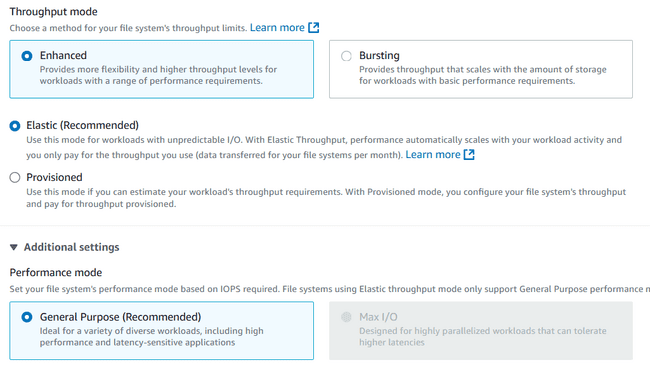 Throughput mode
Choose a method for your file system's throughput limits. Learn more
Enhanced
Provides more flexibility and higher throughput levels for
workloads with a range of performance requirements.
Bursting
Provides throughput that scales with the amount of storage
for workloads with basic performance requirements.
Elastic (Recommended)
Use this mode for workloads with unpredictable I/O. With Elastic Throughput, performance automatically scales with your workload activity and
you only pay for the throughput you use (data transferred for your file systems per month). Learn more
Provisioned
Use this mode if you can estimate your workload's throughput requirements. With Provisioned mode, you configure your file system's throughput
and pay for throughput provisioned.
Additional settings
Performance mode
Set your file system's performance mode based on IOPS required. File systems using Elastic throughput mode only support General Purpose performance
General Purpose (Recommended)
Ideal for a variety of diverse workloads, including high
performance and latency-sensitive applications
Max I/O
Designed for highly parallelized workloads that can tolerate
higher latencies